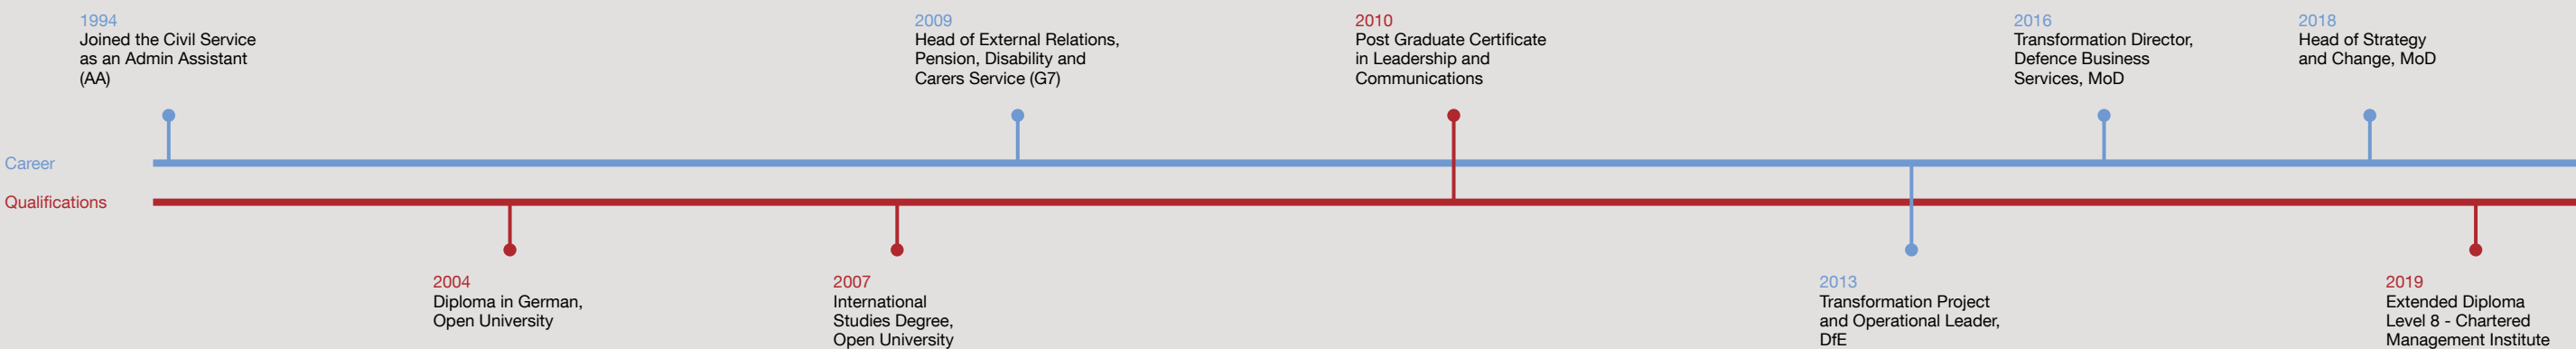 1994
Joined the Civil Service
as an Admin Assistant
(AA)
2009
Head of External Relations,
Pension, Disability and
Carers Service (G7)
2010
Post Graduate Certificate
in Leadership and
Communications
2016
Transformation Director,
Defence Business
Services, MoD
2018
Head of Strategy
and Change, MoD
Career
Qualifications
2004
Diploma in German,
Open University
2007
International
Studies Degree,
Open University
2013
Transformation Project
and Operational Leader,
DfE
2019
Extended Diploma
Level 8 - Chartered
Management Institute